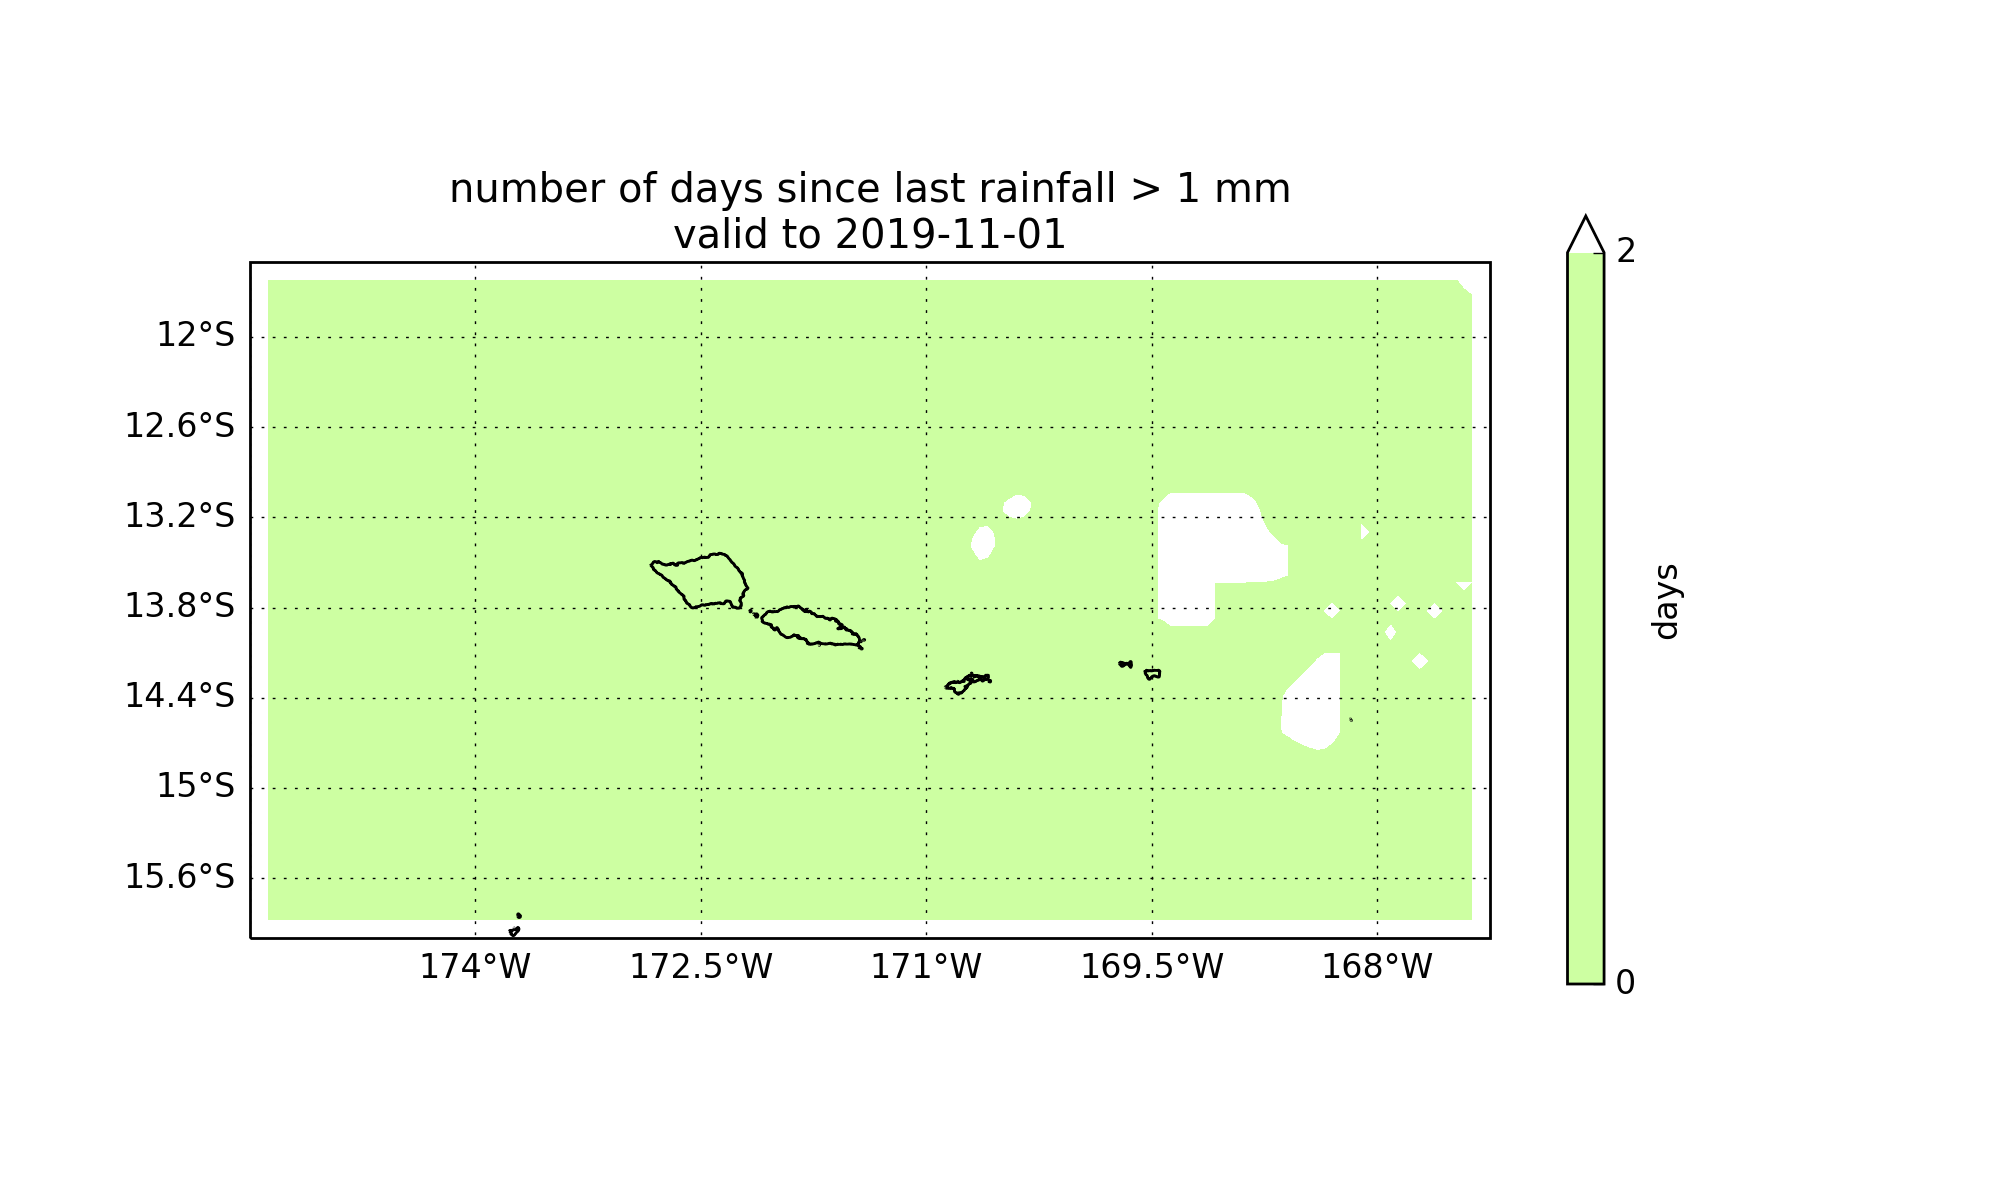 number of days since last rainfall > 1 mm
valid to 2019-11-01
2
12°S
12.6°S
13.2°S
13.8°S
14.4°S
15°S
15.6°S
days
0
174°W 172.5°W 171°W 169.5°W 168°W